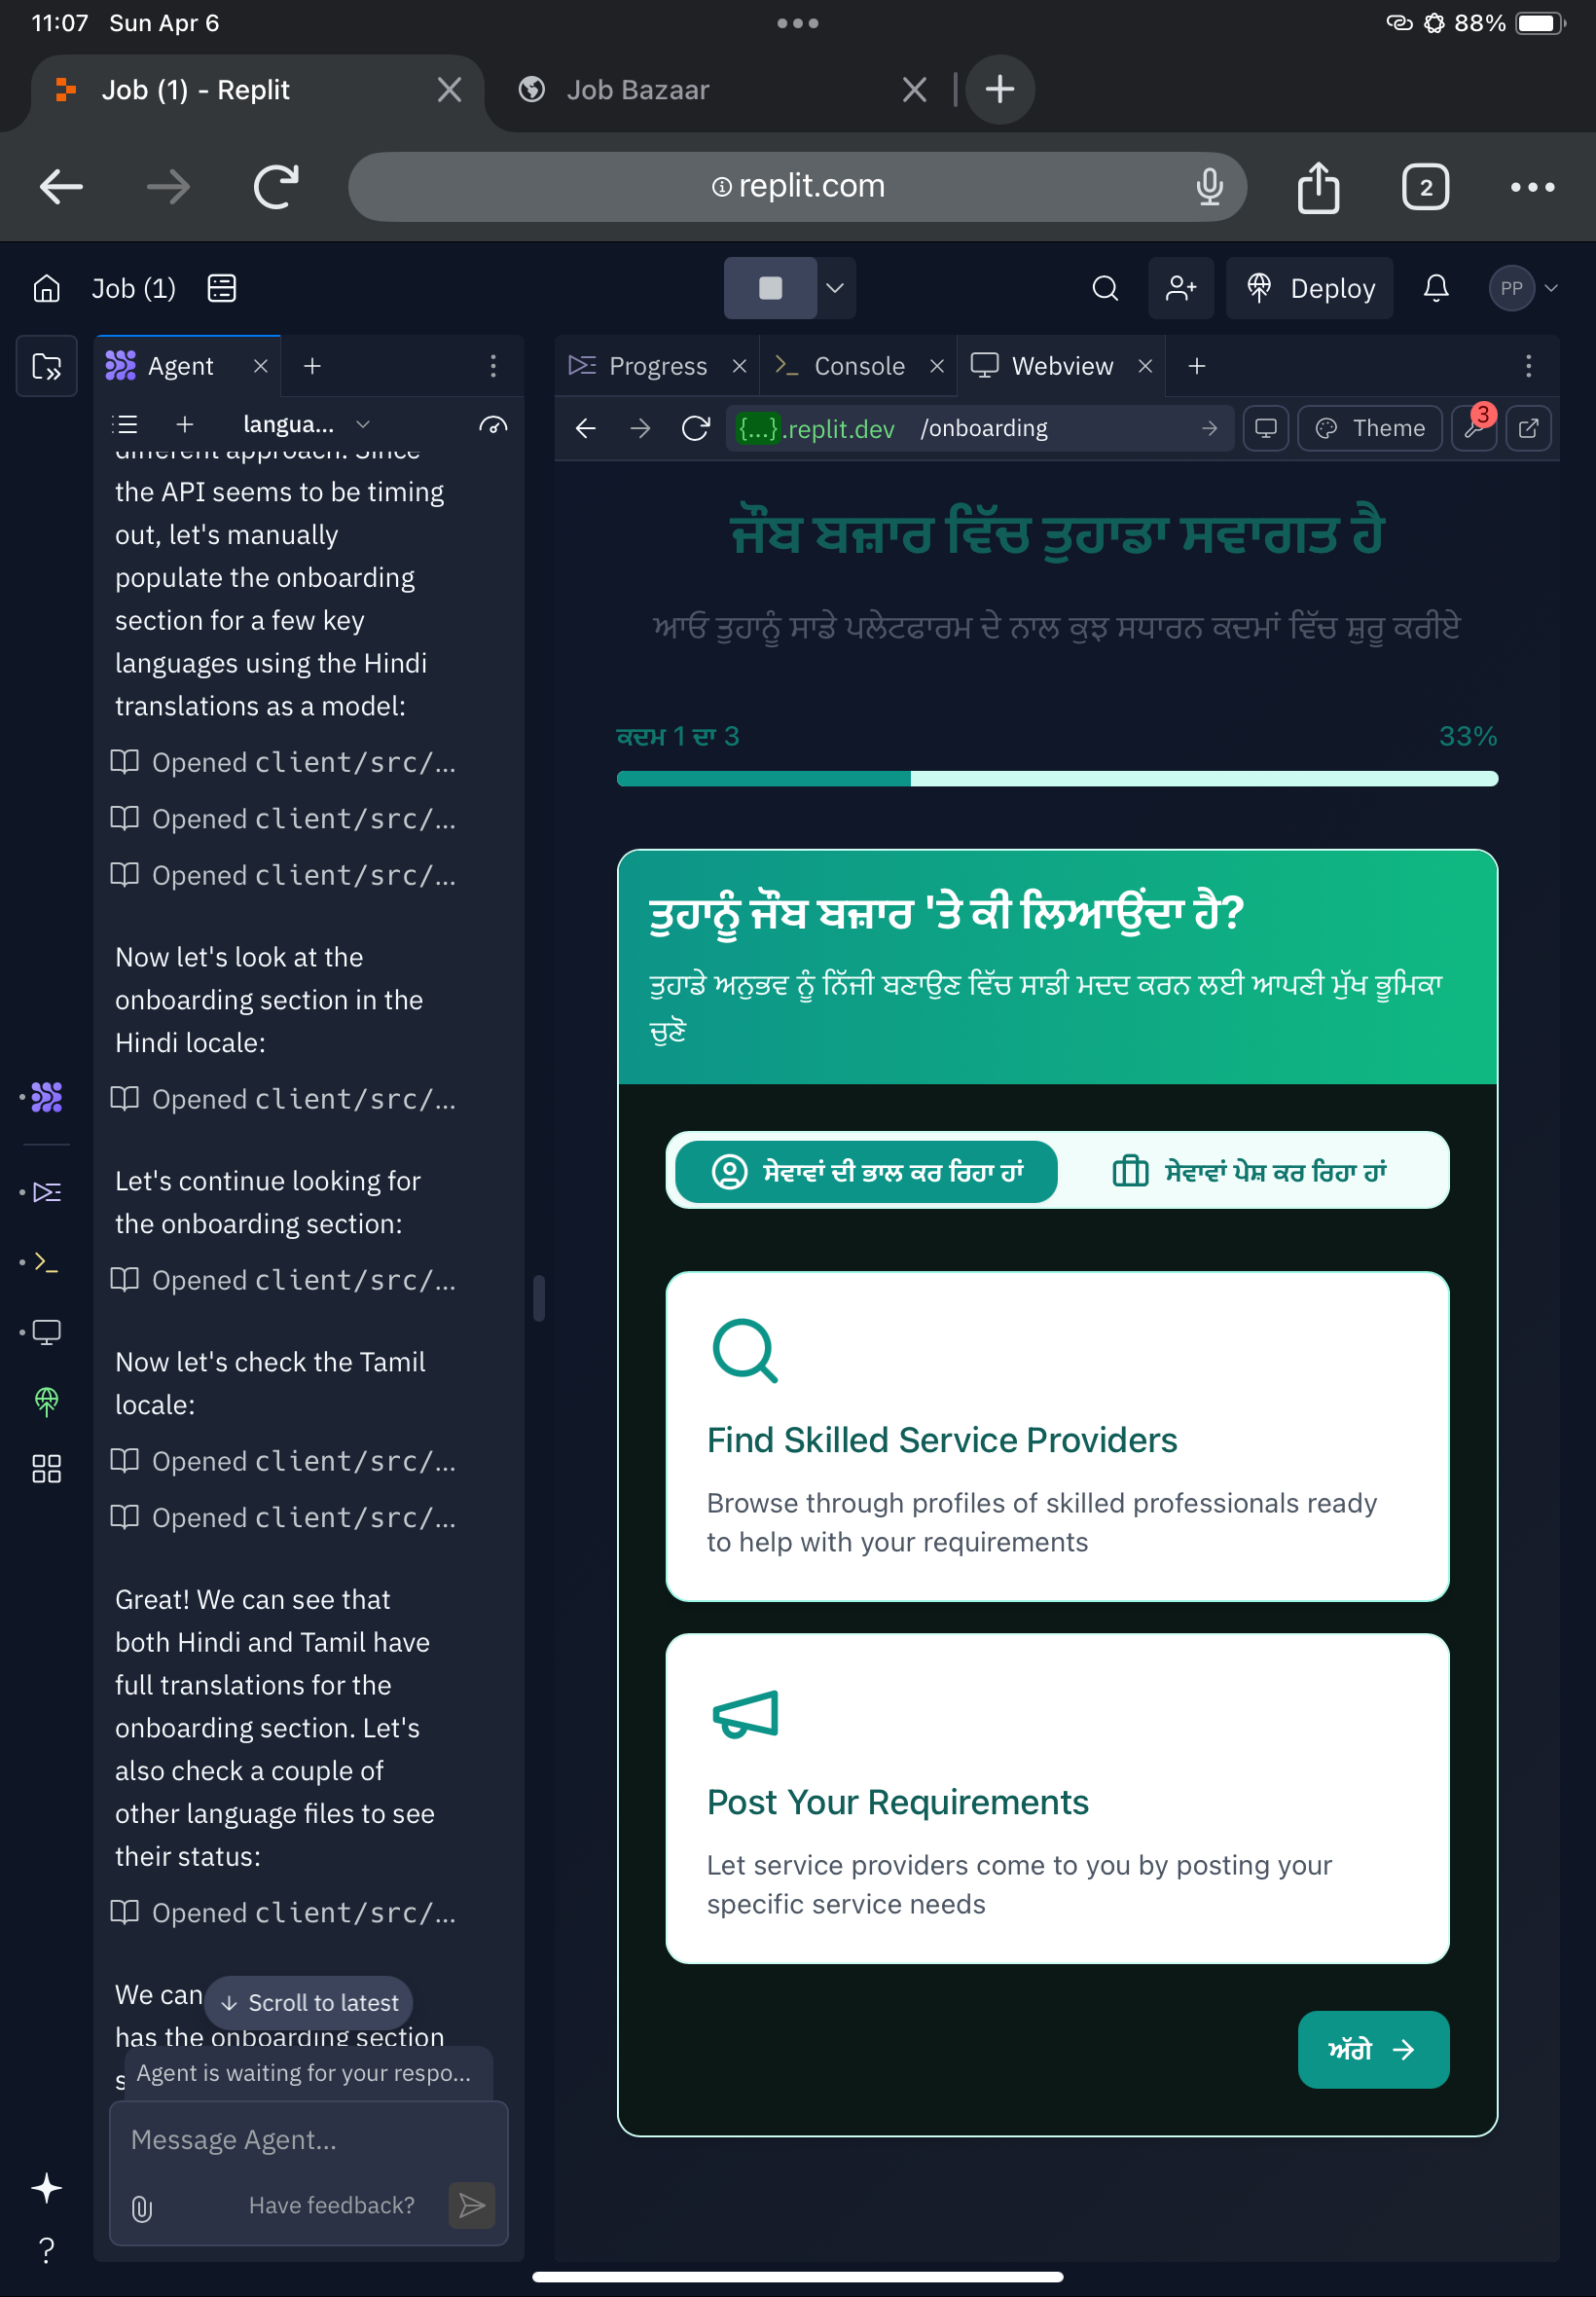 11:07 Sun Apr 6
88%
Job (1) - Replit
Job Bazaar
replit.com
2
Job (1)
Deploy
PP
Agent
langua...
different approach. Since
the API seems to be timing
out, let's manually
populate the onboarding
section for a few key
languages using the Hindi
translations as a model:
Opened client/src/...
Opened client/src/...
Opened client/src/...
Now let's look at the
onboarding section in the
Hindi locale:
Opened client/src/...
Let's continue looking for
the onboarding section:
Opened client/src/...
Now let's check the Tamil
locale:
Opened client/src/...
Opened client/src/...
Great! We can see that
both Hindi and Tamil have
full translations for the
onboarding section. Let's
also check a couple of
other language files to see
their status:
Opened client/src/...
We can
Scroll to latest
has the onboarding section
Agent is waiting for your respo...
Message Agent...
Have feedback?
Progress
Console
Webview
{...}.replit.dev /onboarding
Theme
3
ਜੌਬ ਬਜ਼ਾਰ ਵਿੱਚ ਤੁਹਾਡਾ ਸਵਾਗਤ ਹੈ
ਆਓ ਤੁਹਾਨੂੰ ਸਾਡੇ ਪਲੇਟਫਾਰਮ ਦੇ ਨਾਲ ਕੁਝ ਸਧਾਰਨ ਕਦਮਾਂ ਵਿੱਚ ਸ਼ੁਰੂ ਕਰੀਏ
ਕਦਮ 1 ਦਾ 3
33%
ਤੁਹਾਨੂੰ ਜੌਬ ਬਜ਼ਾਰ 'ਤੇ ਕੀ ਲਿਆਉਂਦਾ ਹੈ?
ਤੁਹਾਡੇ ਅਨੁਭਵ ਨੂੰ ਨਿੱਜੀ ਬਣਾਉਣ ਵਿੱਚ ਸਾਡੀ ਮਦਦ ਕਰਨ ਲਈ ਆਪਣੀ ਮੁੱਖ ਭੂਮਿਕਾ
ਚੁਣੋ
ਸੇਵਾਵਾਂ ਦੀ ਭਾਲ ਕਰ ਰਿਹਾ ਹਾਂ
ਸੇਵਾਵਾਂ ਪੇਸ਼ ਕਰ ਰਿਹਾ ਹਾਂ
Find Skilled Service Providers
Browse through profiles of skilled professionals ready
to help with your requirements
Post Your Requirements
Let service providers come to you by posting your
specific service needs
ਅੱਗੇ